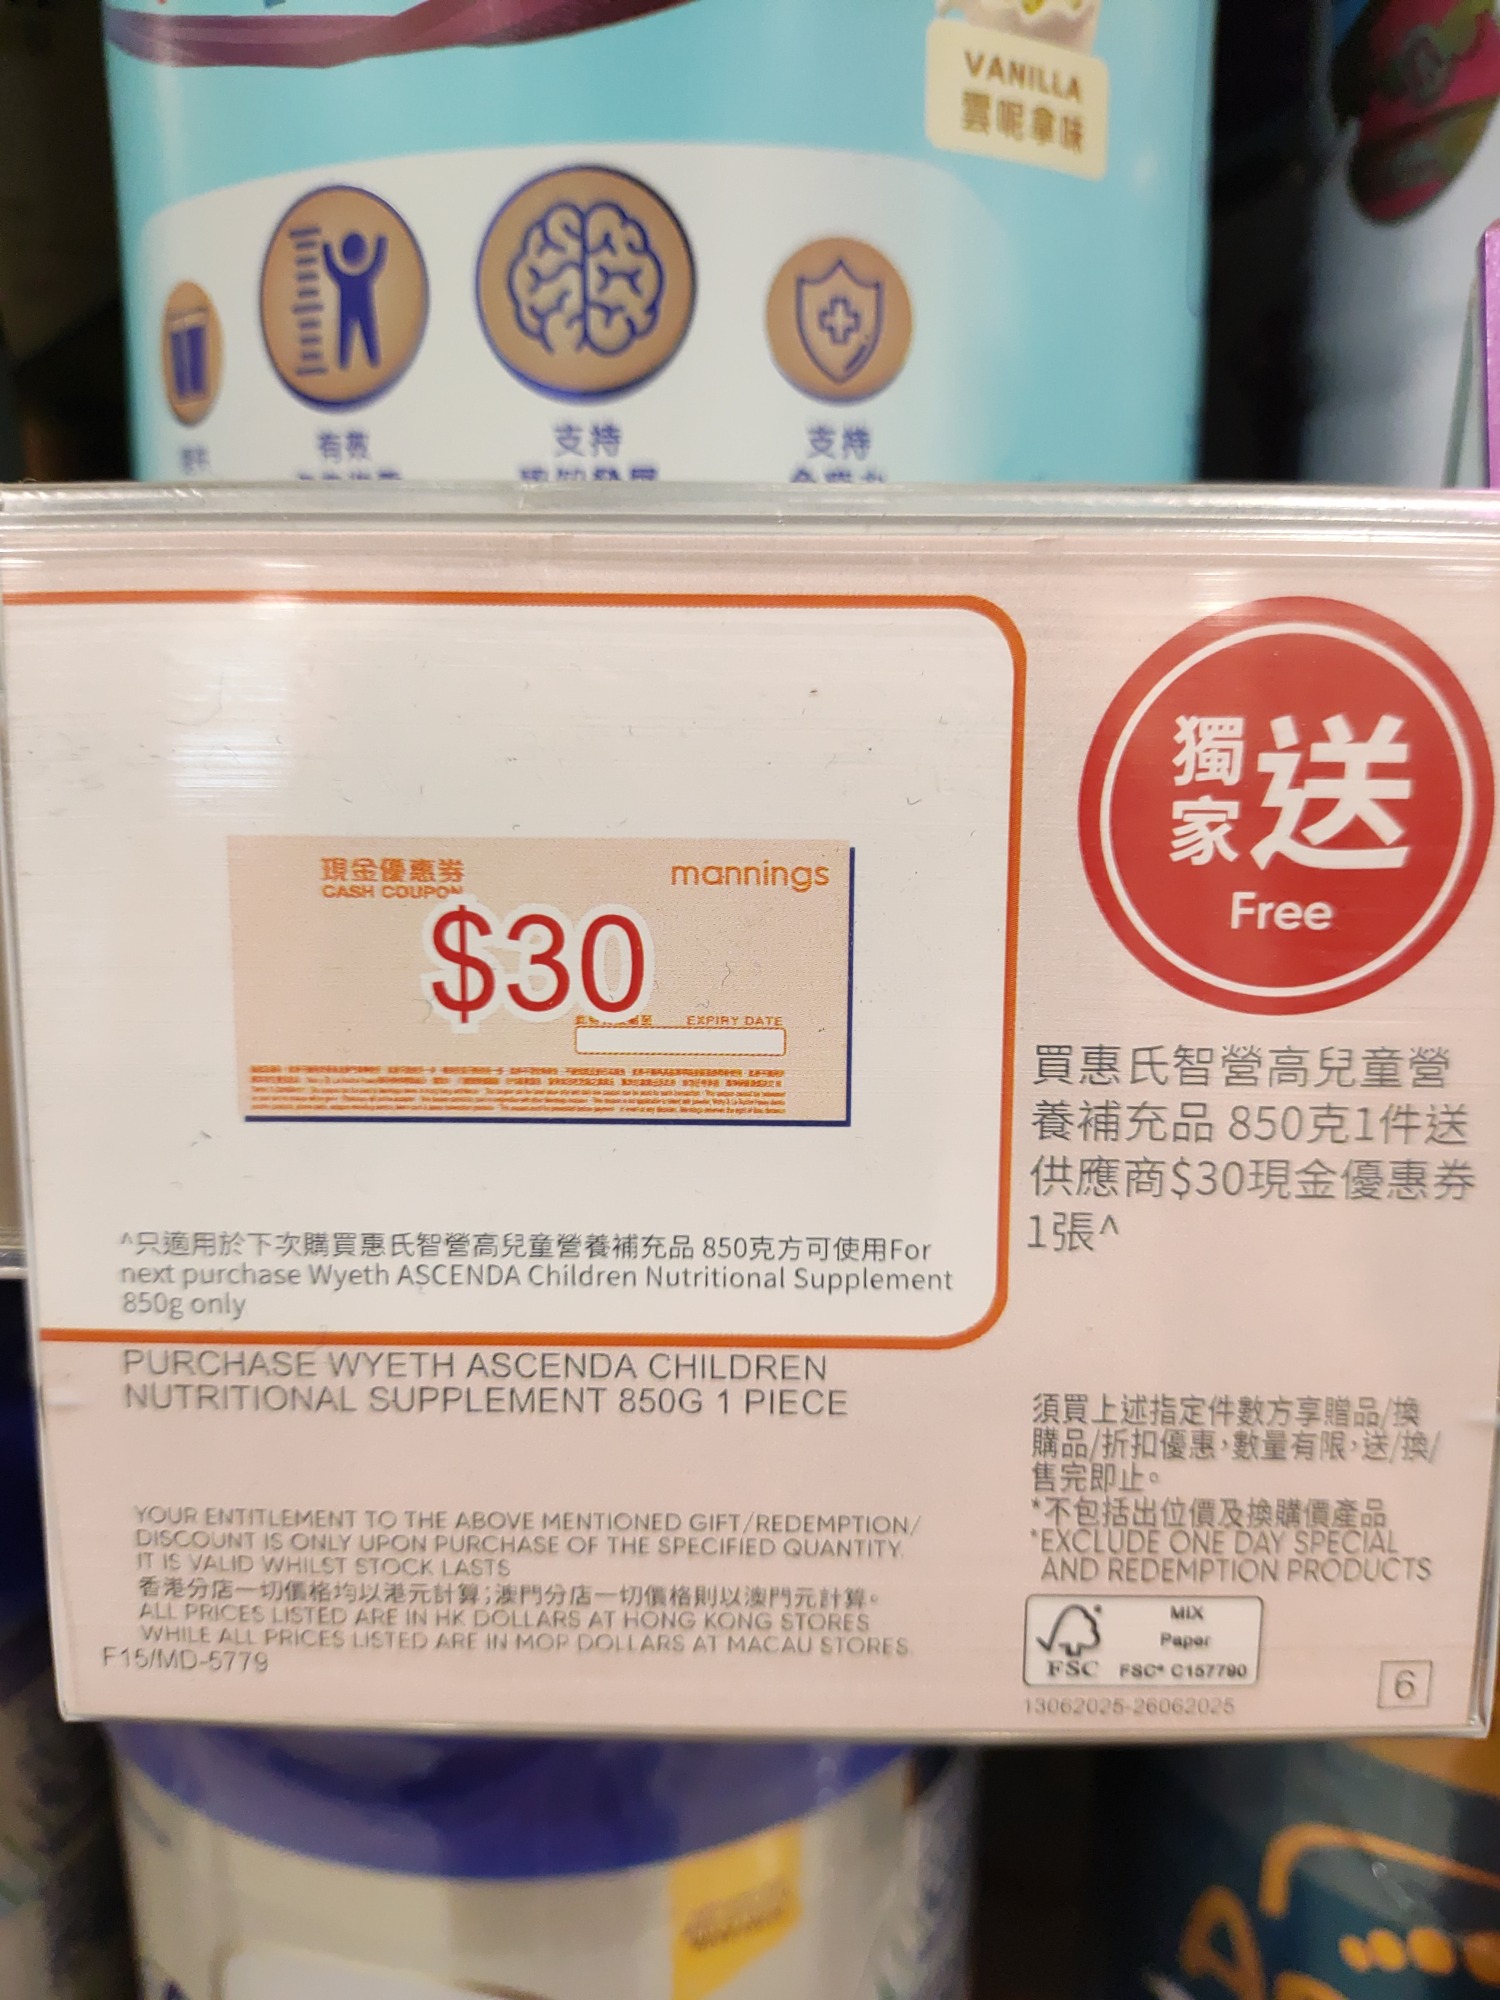 VANILLA
雲呢拿味
有效
支持
支持
獨家
送
Free
現金優惠券
CASH COUPON
mannings
$30
EXPIRY DATE
買惠氏智營高兒童營
養補充品 850克1件送
供應商$30現金優惠券
1張^
^只適用於下次購買惠氏智營高兒童營養補充品 850克方可使用For
next purchase Wyeth ASCENDA Children Nutritional Supplement
850g only
PURCHASE WYETH ASCENDA CHILDREN
NUTRITIONAL SUPPLEMENT 850G 1 PIECE
須買上述指定件數方享贈品/換
購品/折扣優惠,數量有限,送/換/
售完即止。
*不包括出位價及換購價產品
*EXCLUDE ONE DAY SPECIAL
AND REDEMPTION PRODUCTS
YOUR ENTITLEMENT TO THE ABOVE MENTIONED GIFT/REDEMPTION/
DISCOUNT IS ONLY UPON PURCHASE OF THE SPECIFIED QUANTITY.
IT IS VALID WHILST STOCK LASTS
香港分店一切價格均以港元計算;澳門分店一切價格則以澳門元計算。
ALL PRICES LISTED ARE IN HK DOLLARS AT HONG KONG STORES
WHILE ALL PRICES LISTED ARE IN MOP DOLLARS AT MACAU STORES.
F15/MD-5779
MIX
Paper
FSC
FSC® C157790
13062025-26062025
6